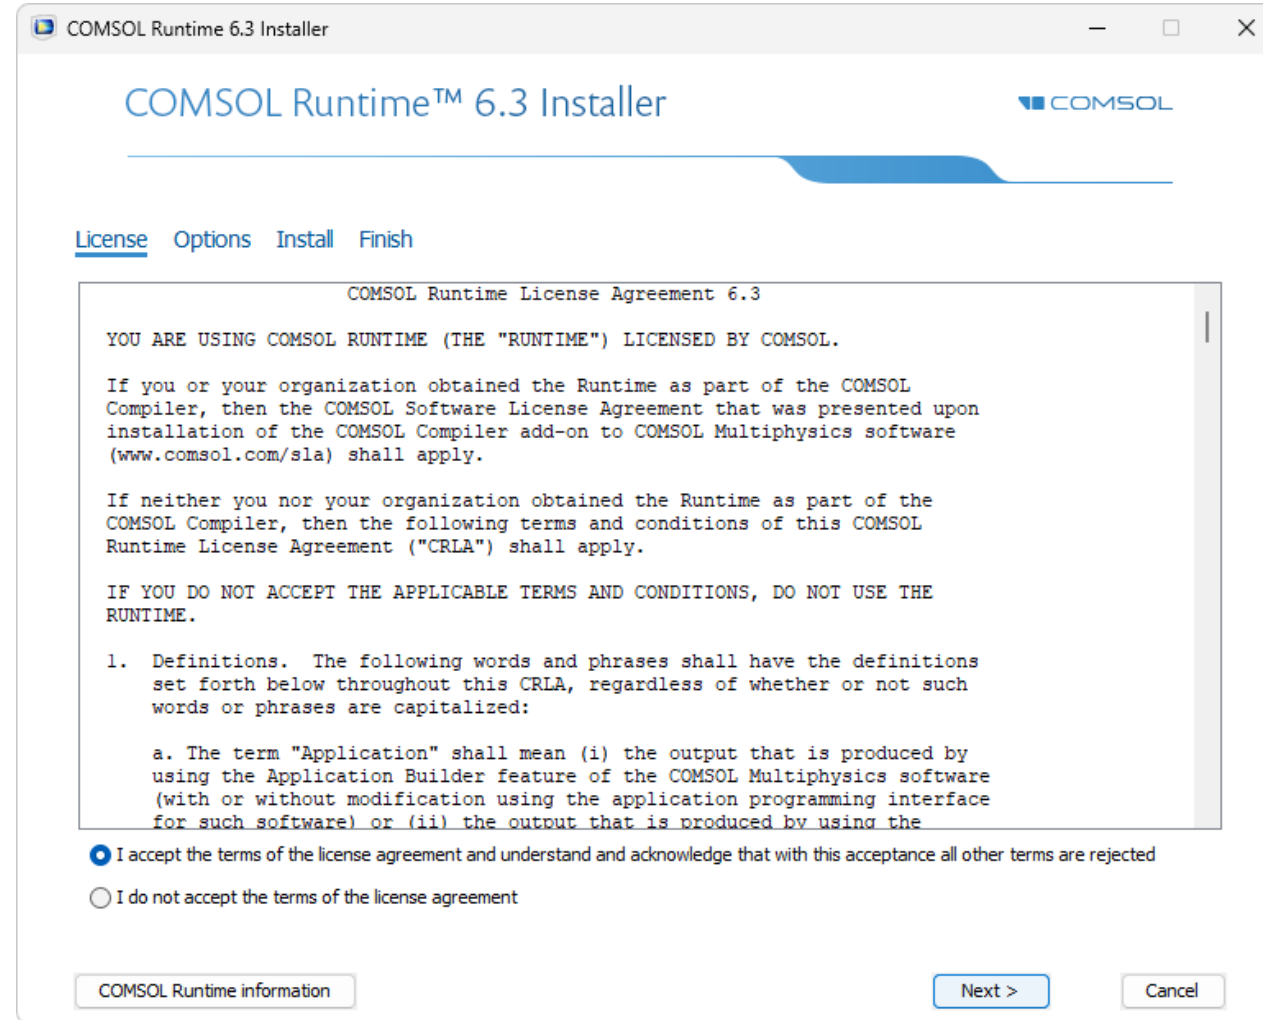 COMSOL Runtime 6.3 Installer
COMSOL Runtime™ 6.3 Installer
COMSOL
License Options Install Finish
COMSOL Runtime License Agreement 6.3
YOU ARE USING COMSOL RUNTIME (THE "RUNTIME") LICENSED BY COMSOL.
If you or your organization obtained the Runtime as part of the COMSOL
Compiler, then the COMSOL Software License Agreement that was presented upon
installation of the COMSOL Compiler add-on to COMSOL Multiphysics software
(www.comsol.com/sla) shall apply.
If neither you nor your organization obtained the Runtime as part of the
COMSOL Compiler, then the following terms and conditions of this COMSOL
Runtime License Agreement ("CRLA") shall apply.
IF YOU DO NOT ACCEPT THE APPLICABLE TERMS AND CONDITIONS, DO NOT USE THE
RUNTIME.
1. Definitions. The following words and phrases shall have the definitions
set forth below throughout this CRLA, regardless of whether or not such
words or phrases are capitalized:
a. The term "Application" shall mean (i) the output that is produced by
using the Application Builder feature of the COMSOL Multiphysics software
(with or without modification using the application programming interface
for such software) or (ii) the output that is produced by using the
I accept the terms of the license agreement and understand and acknowledge that with this acceptance all other terms are rejected
I do not accept the terms of the license agreement
COMSOL Runtime information
Next >
Cancel